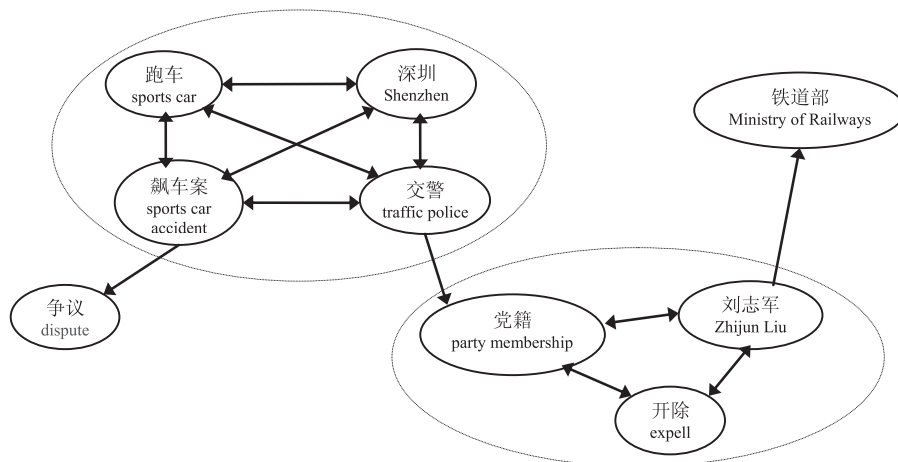 跑车
sports car
深圳
Shenzhen
铁道部
Ministry of Railways
飙车案
sports car
accident
交警
traffic police
争议
dispute
党籍
party membership
刘志军
Zhijun Liu
开除
expell